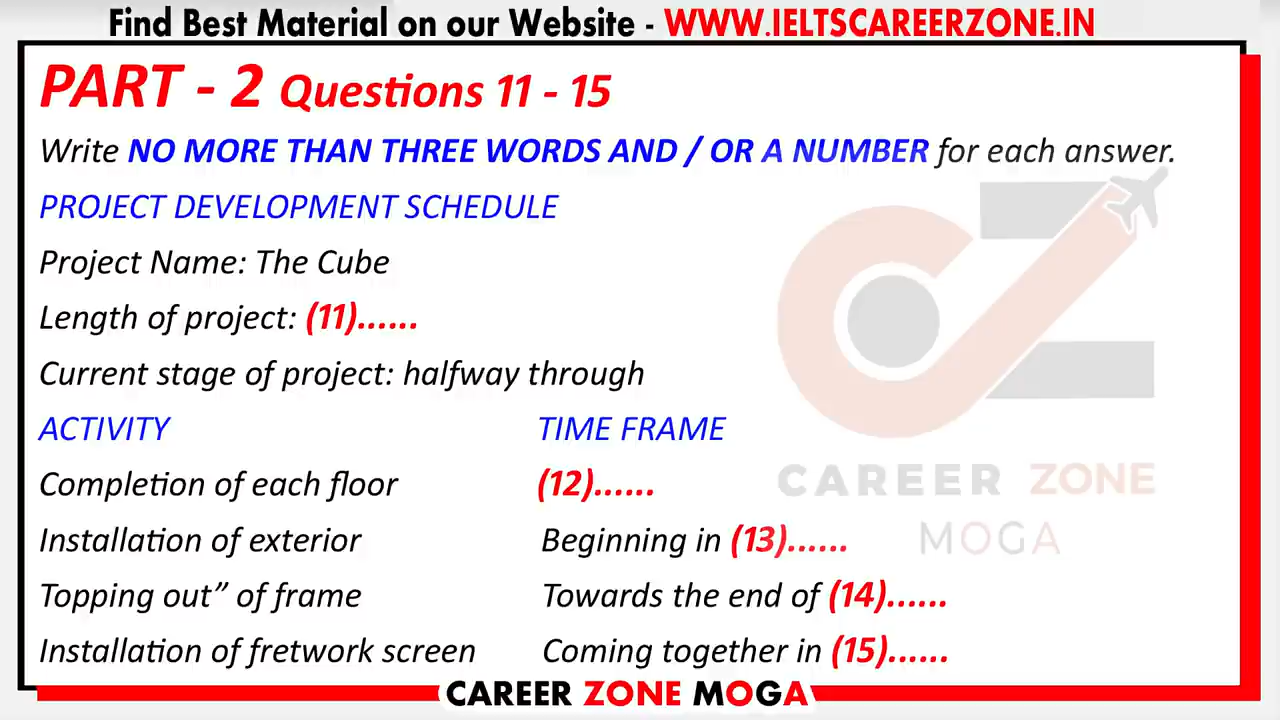 Find Best Material on our Website - WWW.IELTSCAREERZONE.IN
PART - 2 Questions 11 - 15
Write NO MORE THAN THREE WORDS AND / OR A NUMBER for each answer.
PROJECT DEVELOPMENT SCHEDULE
Project Name: The Cube
Length of project: (11)......
Current stage of project: halfway through
ACTIVITY TIME FRAME
Completion of each floor (12)......
Installation of exterior Beginning in (13)......
Topping out” of frame Towards the end of (14)......
Installation of fretwork screen Coming together in (15)......
CAREER ZONE
MOGA
CAREER ZONE MOGA